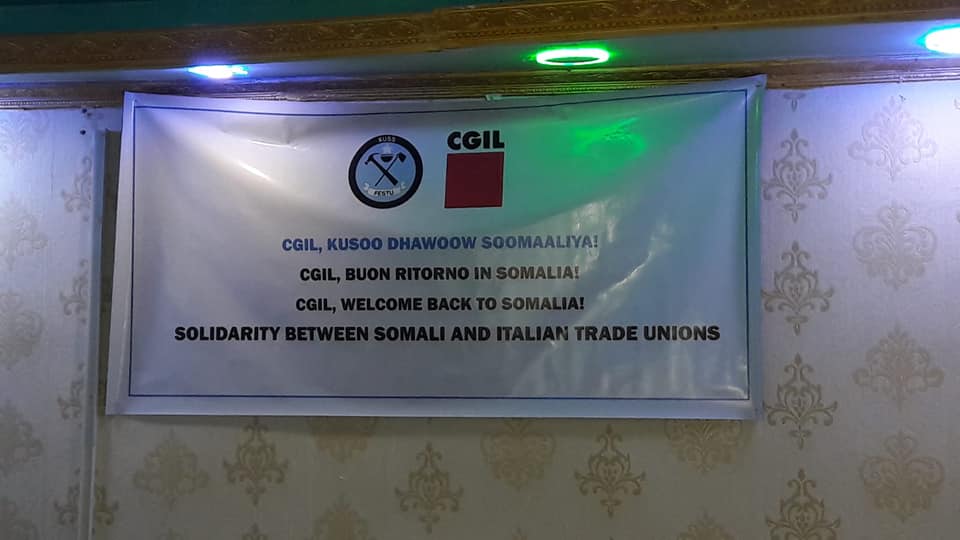 KUSS
FESTU
CGIL
CGIL, KUSOO DHAWOOW SOOMAALIYA!
CGIL, BUON RITORNO IN SOMALIA!
CGIL, WELCOME BACK TO SOMALIA!
SOLIDARITY BETWEEN SOMALI AND ITALIAN TRADE UNIONS